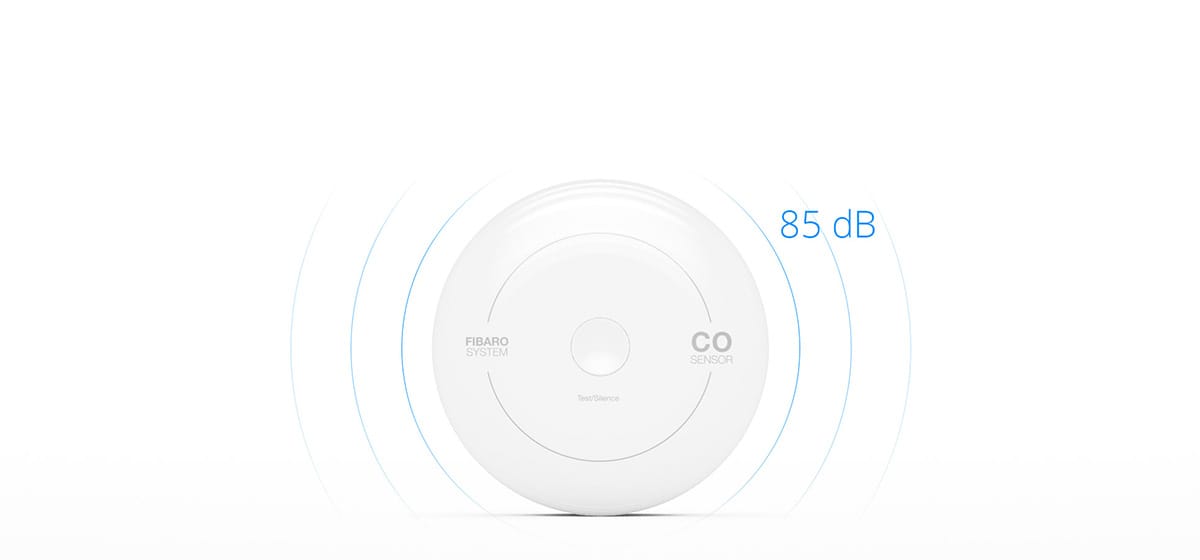 85 dB
FIBARO
SYSTEM
CO
SENSOR
Test/Silence